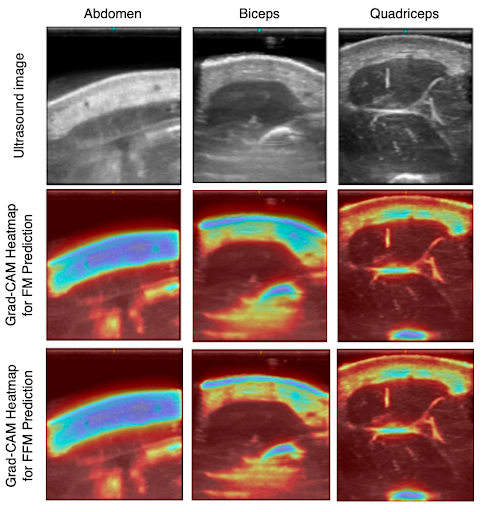 Abdomen Biceps Quadriceps
Ultrasound image
Grad-CAM Heatmap
for FM Prediction
Grad-CAM Heatmap
for FFM Prediction